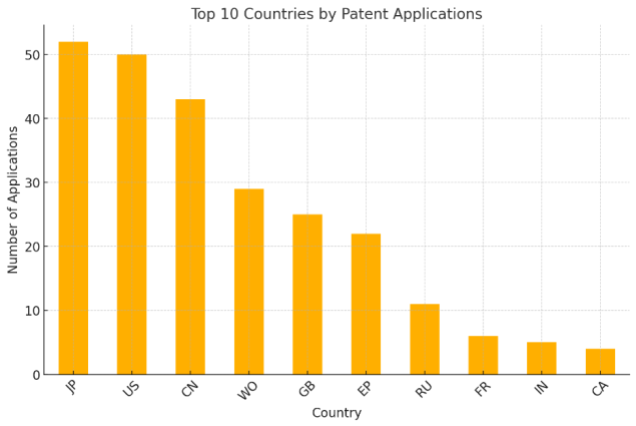 Top 10 Countries by Patent Applications
50
40
30
20
10
0
Number of Applications
JP
US
CN
WO
GB
EP
RU
FR
IN
CA
Country